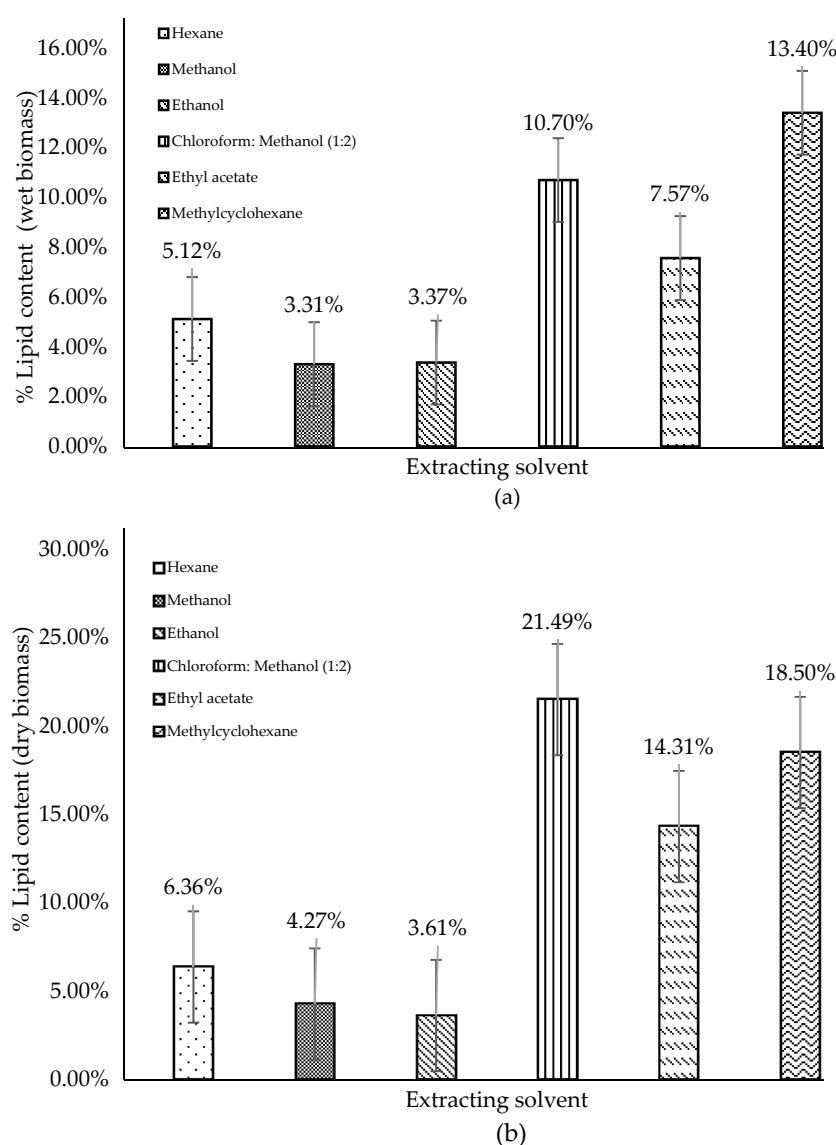 16.00%
14.00%
12.00%
10.00%
8.00%
6.00%
4.00%
2.00%
0.00%
% Lipid content (wet biomass)
Hexane
Methanol
Ethanol
Chloroform: Methanol (1:2)
Ethyl acetate
Methylcyclohexane
5.12%
3.31%
3.37%
10.70%
7.57%
13.40%
Extracting solvent
(a)
30.00%
25.00%
20.00%
15.00%
10.00%
5.00%
0.00%
% Lipid content (dry biomass)
Hexane
Methanol
Ethanol
Chloroform: Methanol (1:2)
Ethyl acetate
Methylcyclohexane
6.36%
4.27%
3.61%
21.49%
14.31%
18.50%
Extracting solvent
(b)